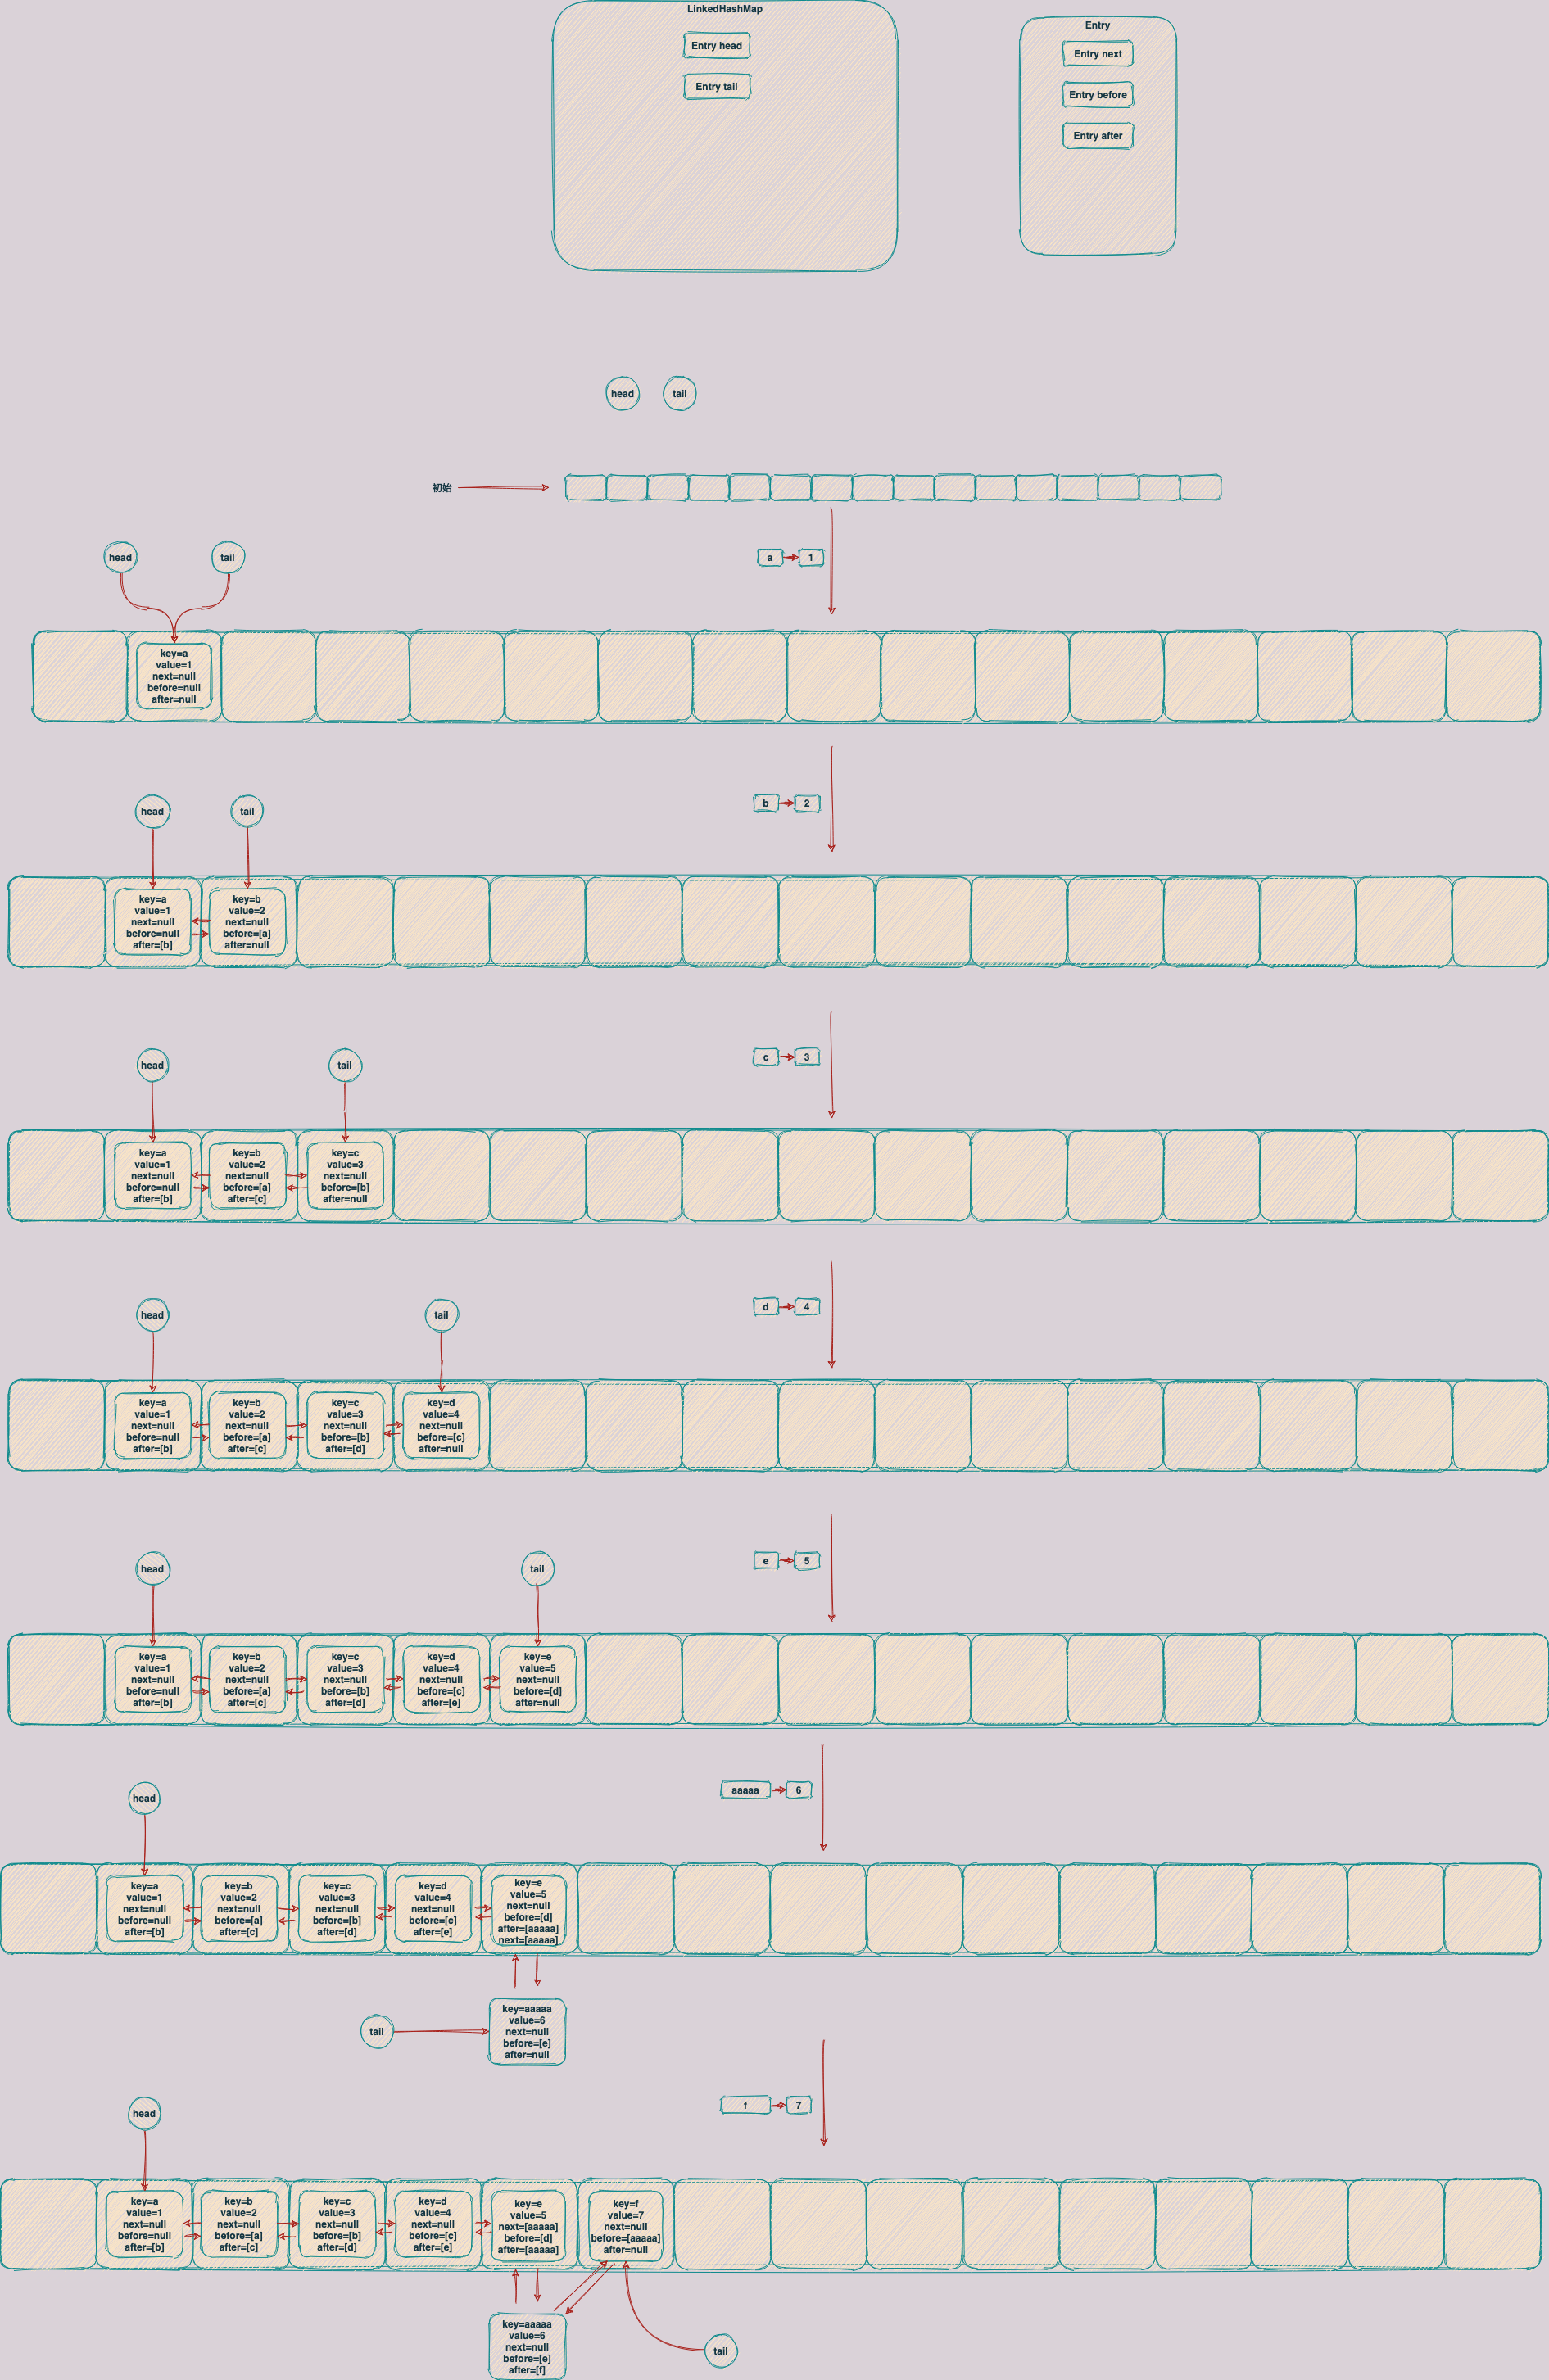 LinkedHashMap
Entry head
Entry tail
Entry
Entry next
Entry before
Entry after
head
tail
初始
a
1
head
tail
key=a
value=1
next=null
before=null
after=null
b
2
head
tail
key=a
value=1
next=null
before=null
after=[b]
key=b
value=2
next=null
before=[a]
after=null
c
3
head
tail
key=a
value=1
next=null
before=null
after=[b]
key=b
value=2
next=null
before=[a]
after=[c]
key=c
value=3
next=null
before=[b]
after=null
d
4
head
tail
key=a
value=1
next=null
before=null
after=[b]
key=b
value=2
next=null
before=[a]
after=[c]
key=c
value=3
next=null
before=[b]
after=[d]
key=d
value=4
next=null
before=[c]
after=null
e
5
head
tail
key=a
value=1
next=null
before=null
after=[b]
key=b
value=2
next=null
before=[a]
after=[c]
key=c
value=3
next=null
before=[b]
after=[d]
key=d
value=4
next=null
before=[c]
after=[e]
key=e
value=5
next=null
before=[d]
after=null
aaaaa
6
head
key=a
value=1
next=null
before=null
after=[b]
key=b
value=2
next=null
before=[a]
after=[c]
key=c
value=3
next=null
before=[b]
after=[d]
key=d
value=4
next=null
before=[c]
after=[e]
key=e
value=5
next=null
before=[d]
after=[aaaaa]
next=[aaaaa]
tail
key=aaaaa
value=6
next=null
before=[e]
after=null
f
7
head
key=a
value=1
next=null
before=null
after=[b]
key=b
value=2
next=null
before=[a]
after=[c]
key=c
value=3
next=null
before=[b]
after=[d]
key=d
value=4
next=null
before=[c]
after=[e]
key=e
value=5
next=[aaaaa]
before=[d]
after=[aaaaa]
key=f
value=7
next=null
before=[aaaaa]
after=null
key=aaaaa
value=6
next=null
before=[e]
after=[f]
tail